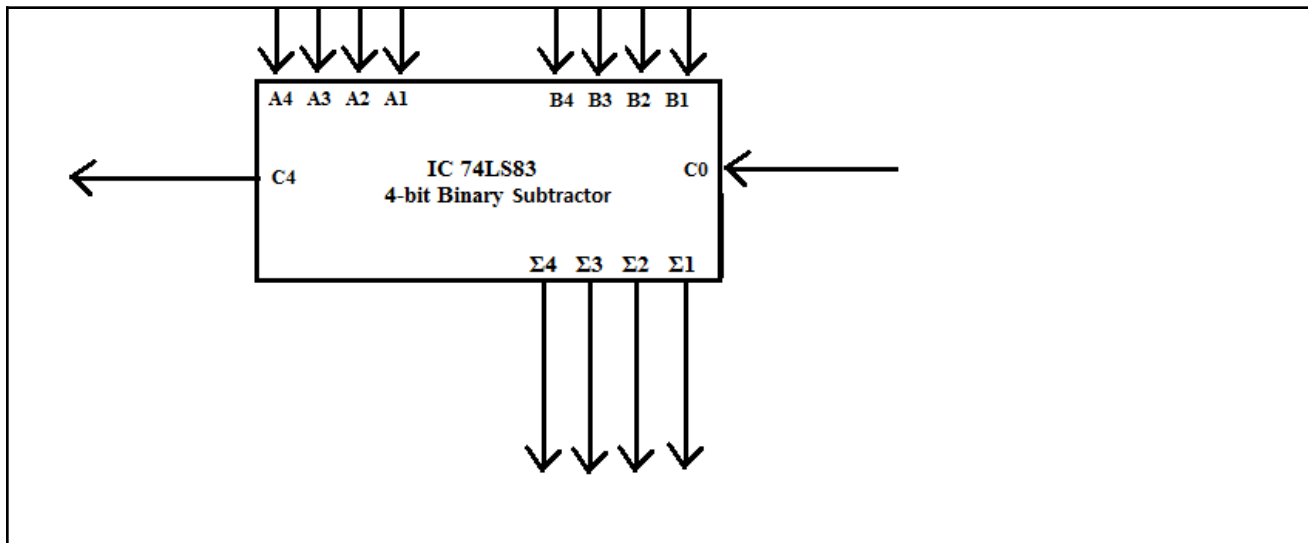 A4 A3 A2 A1 B4 B3 B2 B1
IC 74LS83
C4 C0
4-bit Binary Subtractor
Σ4 Σ3 Σ2 Σ1